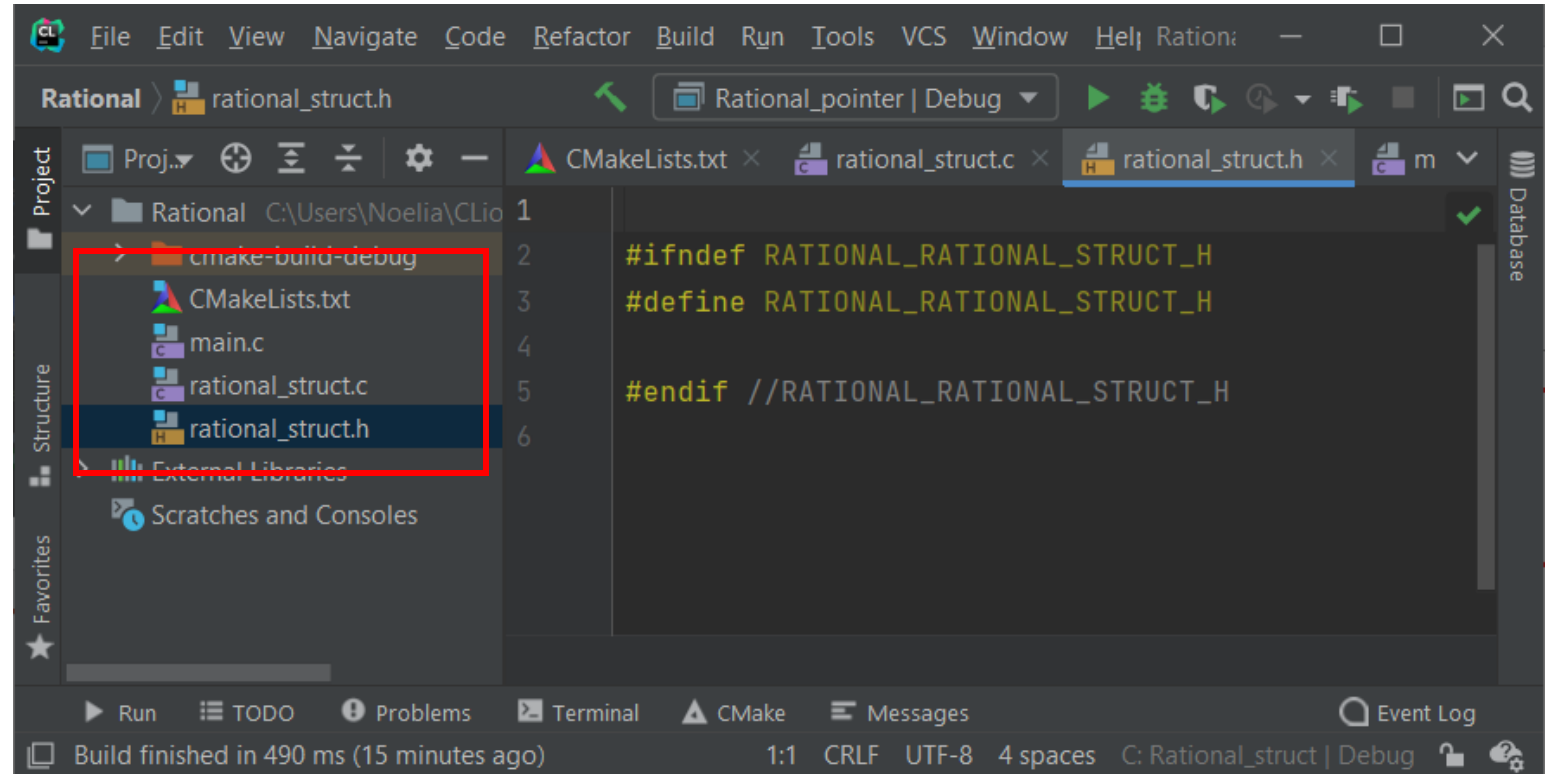 CL File Edit View Navigate Code Refactor Build Run Tools VCS Window Help Rational
Rational rational_struct.h Rational_pointer | Debug
Project
Proj...
CMakeLists.txt rational_struct.c rational_struct.h m
Rational C:\Users\Noelia\CLio
cmake-build-debug
CMakeLists.txt
main.c
rational_struct.c
rational_struct.h
External Libraries
Scratches and Consoles
Structure
Favorites
1
2 #ifndef RATIONAL_RATIONAL_STRUCT_H
3 #define RATIONAL_RATIONAL_STRUCT_H
4
5 #endif //RATIONAL_RATIONAL_STRUCT_H
6
Database
Run TODO Problems Terminal CMake Messages Event Log
Build finished in 490 ms (15 minutes ago) 1:1 CRLF UTF-8 4 spaces C: Rational_struct | Debug